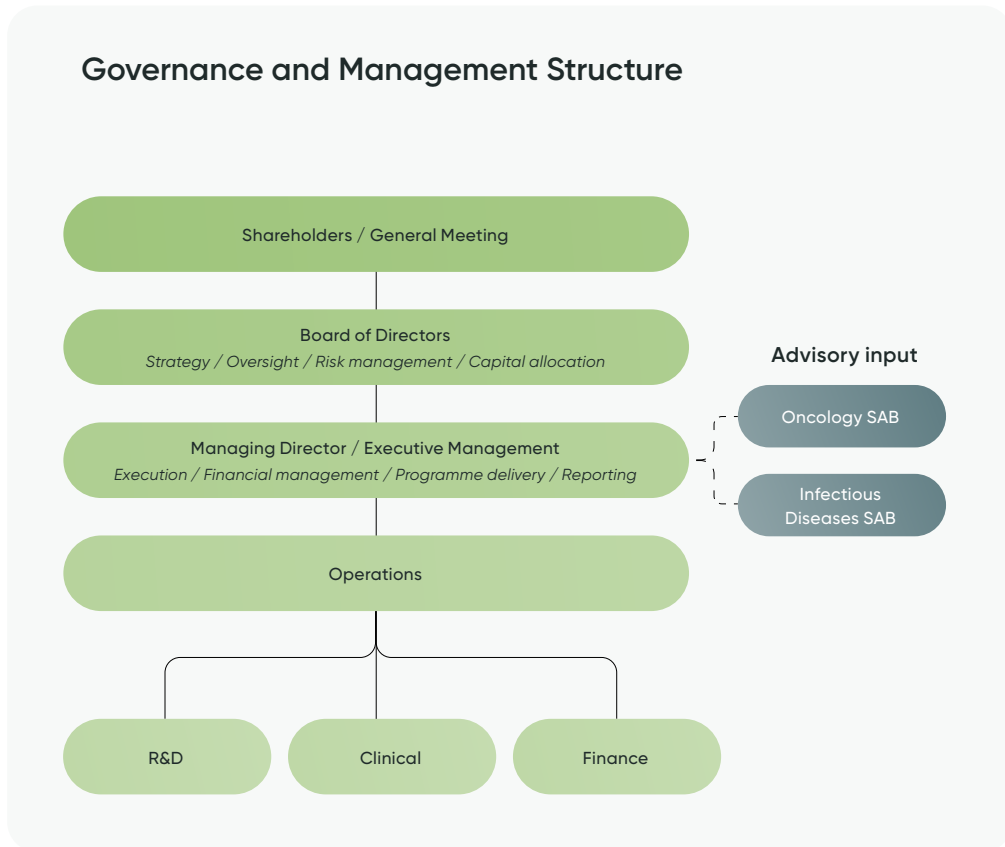 Governance and Management Structure
Shareholders / General Meeting
Board of Directors
Strategy / Oversight / Risk management / Capital allocation
Managing Director / Executive Management
Execution / Financial management / Programme delivery / Reporting
Advisory input
Oncology SAB
Infectious
Diseases SAB
Operations
R&D
Clinical
Finance